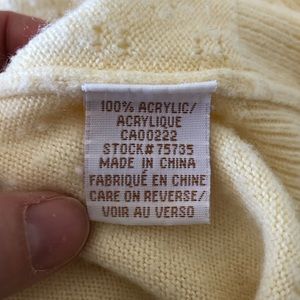 100% ACRYLIC/
ACRYLIQUE
CA00222
STOCK# 75735
MADE IN CHINA
FABRIQUÉ EN CHINE
CARE ON REVERSE/
VOIR AU VERSO